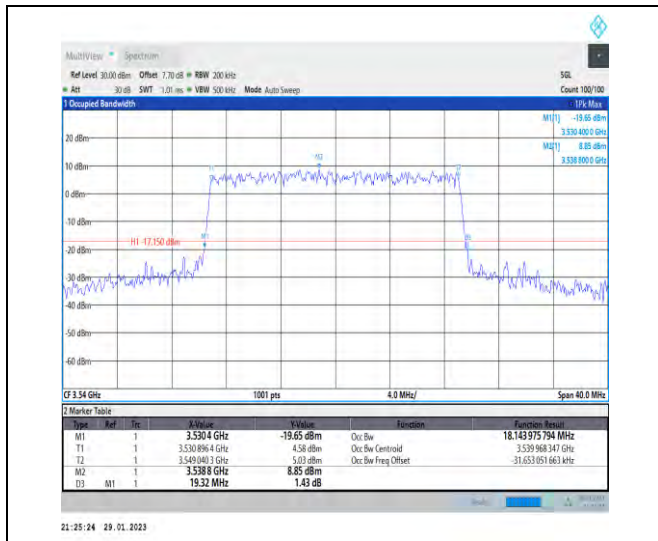 MultiView Spectrum
Ref Level 30.00 dBm Offset 7.70 dB RBW 200 kHz SGL
Att 30 dB SWT 1.01 ms VBW 500 kHz Mode Auto Sweep Count 100/100
1 Occupied Bandwidth 1Pk Max
M1[1] -19.65 dBm
3.530 400 0 GHz
M2[1] 8.85 dBm
3.538 800 0 GHz
20 dBm
10 dBm
M2
T1
0 dBm
-10 dBm
H1 -17.150 dBm
M1
-20 dBm
-30 dBm
-40 dBm
-50 dBm
-60 dBm
CF 3.54 GHz 1001 pts 4.0 MHz/ Span 40.0 MHz
2 Marker Table
Type Ref Trc X-Value Y-Value Function Function Result
M1 1 3.530 4 GHz -19.65 dBm Occ Bw 18.143 975 794 MHz
T1 1 3.530 896 4 GHz 4.58 dBm Occ Bw Centroid 3.539 968 347 GHz
T2 1 3.549 040 3 GHz 5.03 dBm Occ Bw Freq Offset -31.653 051 663 kHz
M2 1 3.538 8 GHz 8.85 dBm
D3 M1 1 19.32 MHz 1.43 dB
21:25:24 29.01.2023